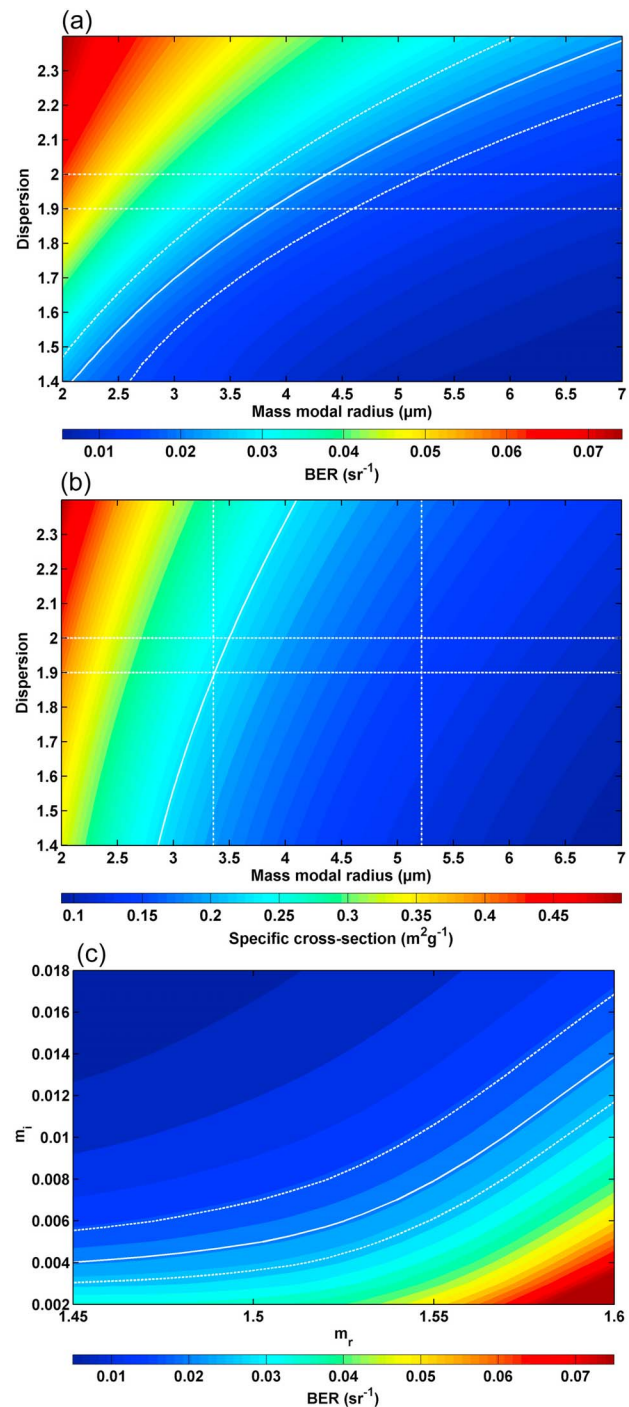 (a)
2.3
2.2
2.1
2
1.9
1.8
1.7
1.6
1.5
1.4
Dispersion
2 2.5 3 3.5 4 4.5 5 5.5 6 6.5 7
Mass modal radius (µm)
0.01 0.02 0.03 0.04 0.05 0.06 0.07
BER (sr⁻¹)
(b)
2.3
2.2
2.1
2
1.9
1.8
1.7
1.6
1.5
1.4
Dispersion
2 2.5 3 3.5 4 4.5 5 5.5 6 6.5 7
Mass modal radius (µm)
0.1 0.15 0.2 0.25 0.3 0.35 0.4 0.45
Specific cross-section (m²g⁻¹)
(c)
0.018
0.016
0.014
0.012
0.01
0.008
0.006
0.004
0.002
mᵢ
1.45 1.5 1.55 1.6
mᵣ
0.01 0.02 0.03 0.04 0.05 0.06 0.07
BER (sr⁻¹)